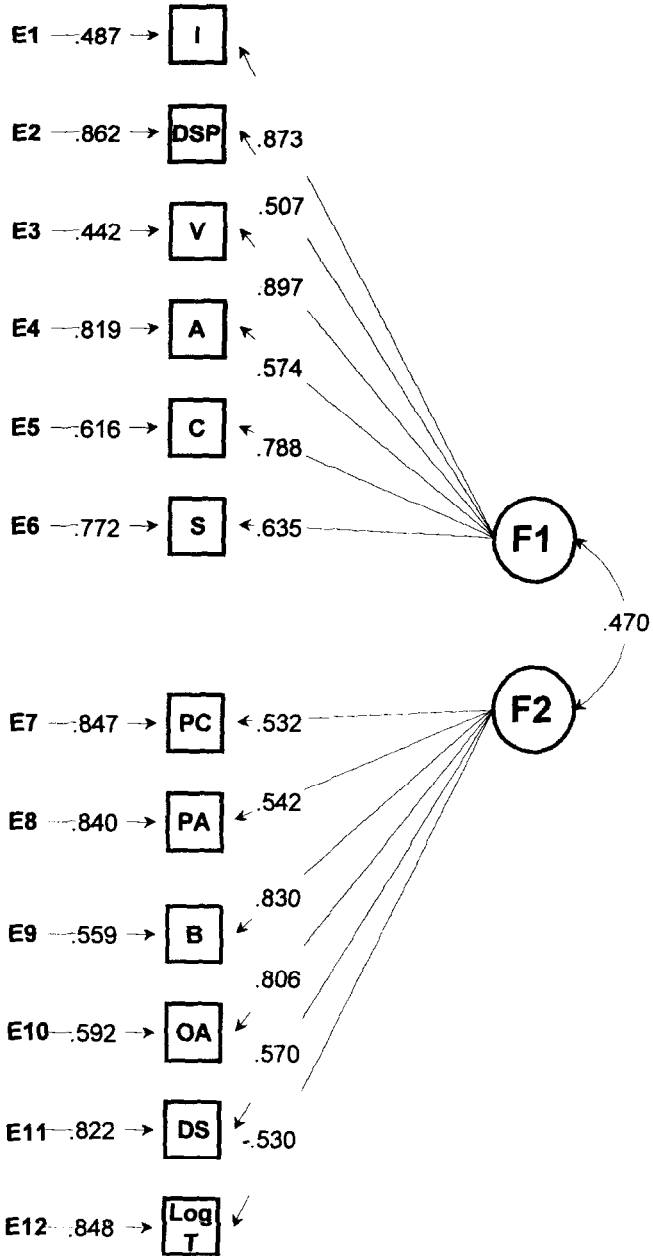 E1 .487 I
E2 .862 DSP .873
.507
E3 .442 V
.897
E4 .819 A
.574
E5 .616 C
.788
E6 .772 S .635 F1
.470
E7 .847 PC .532 F2
E8 .840 PA .542
.830
E9 .559 B
.806
E10 .592 OA
.570
E11 .822 DS
-.530
E12 .848 Log
T